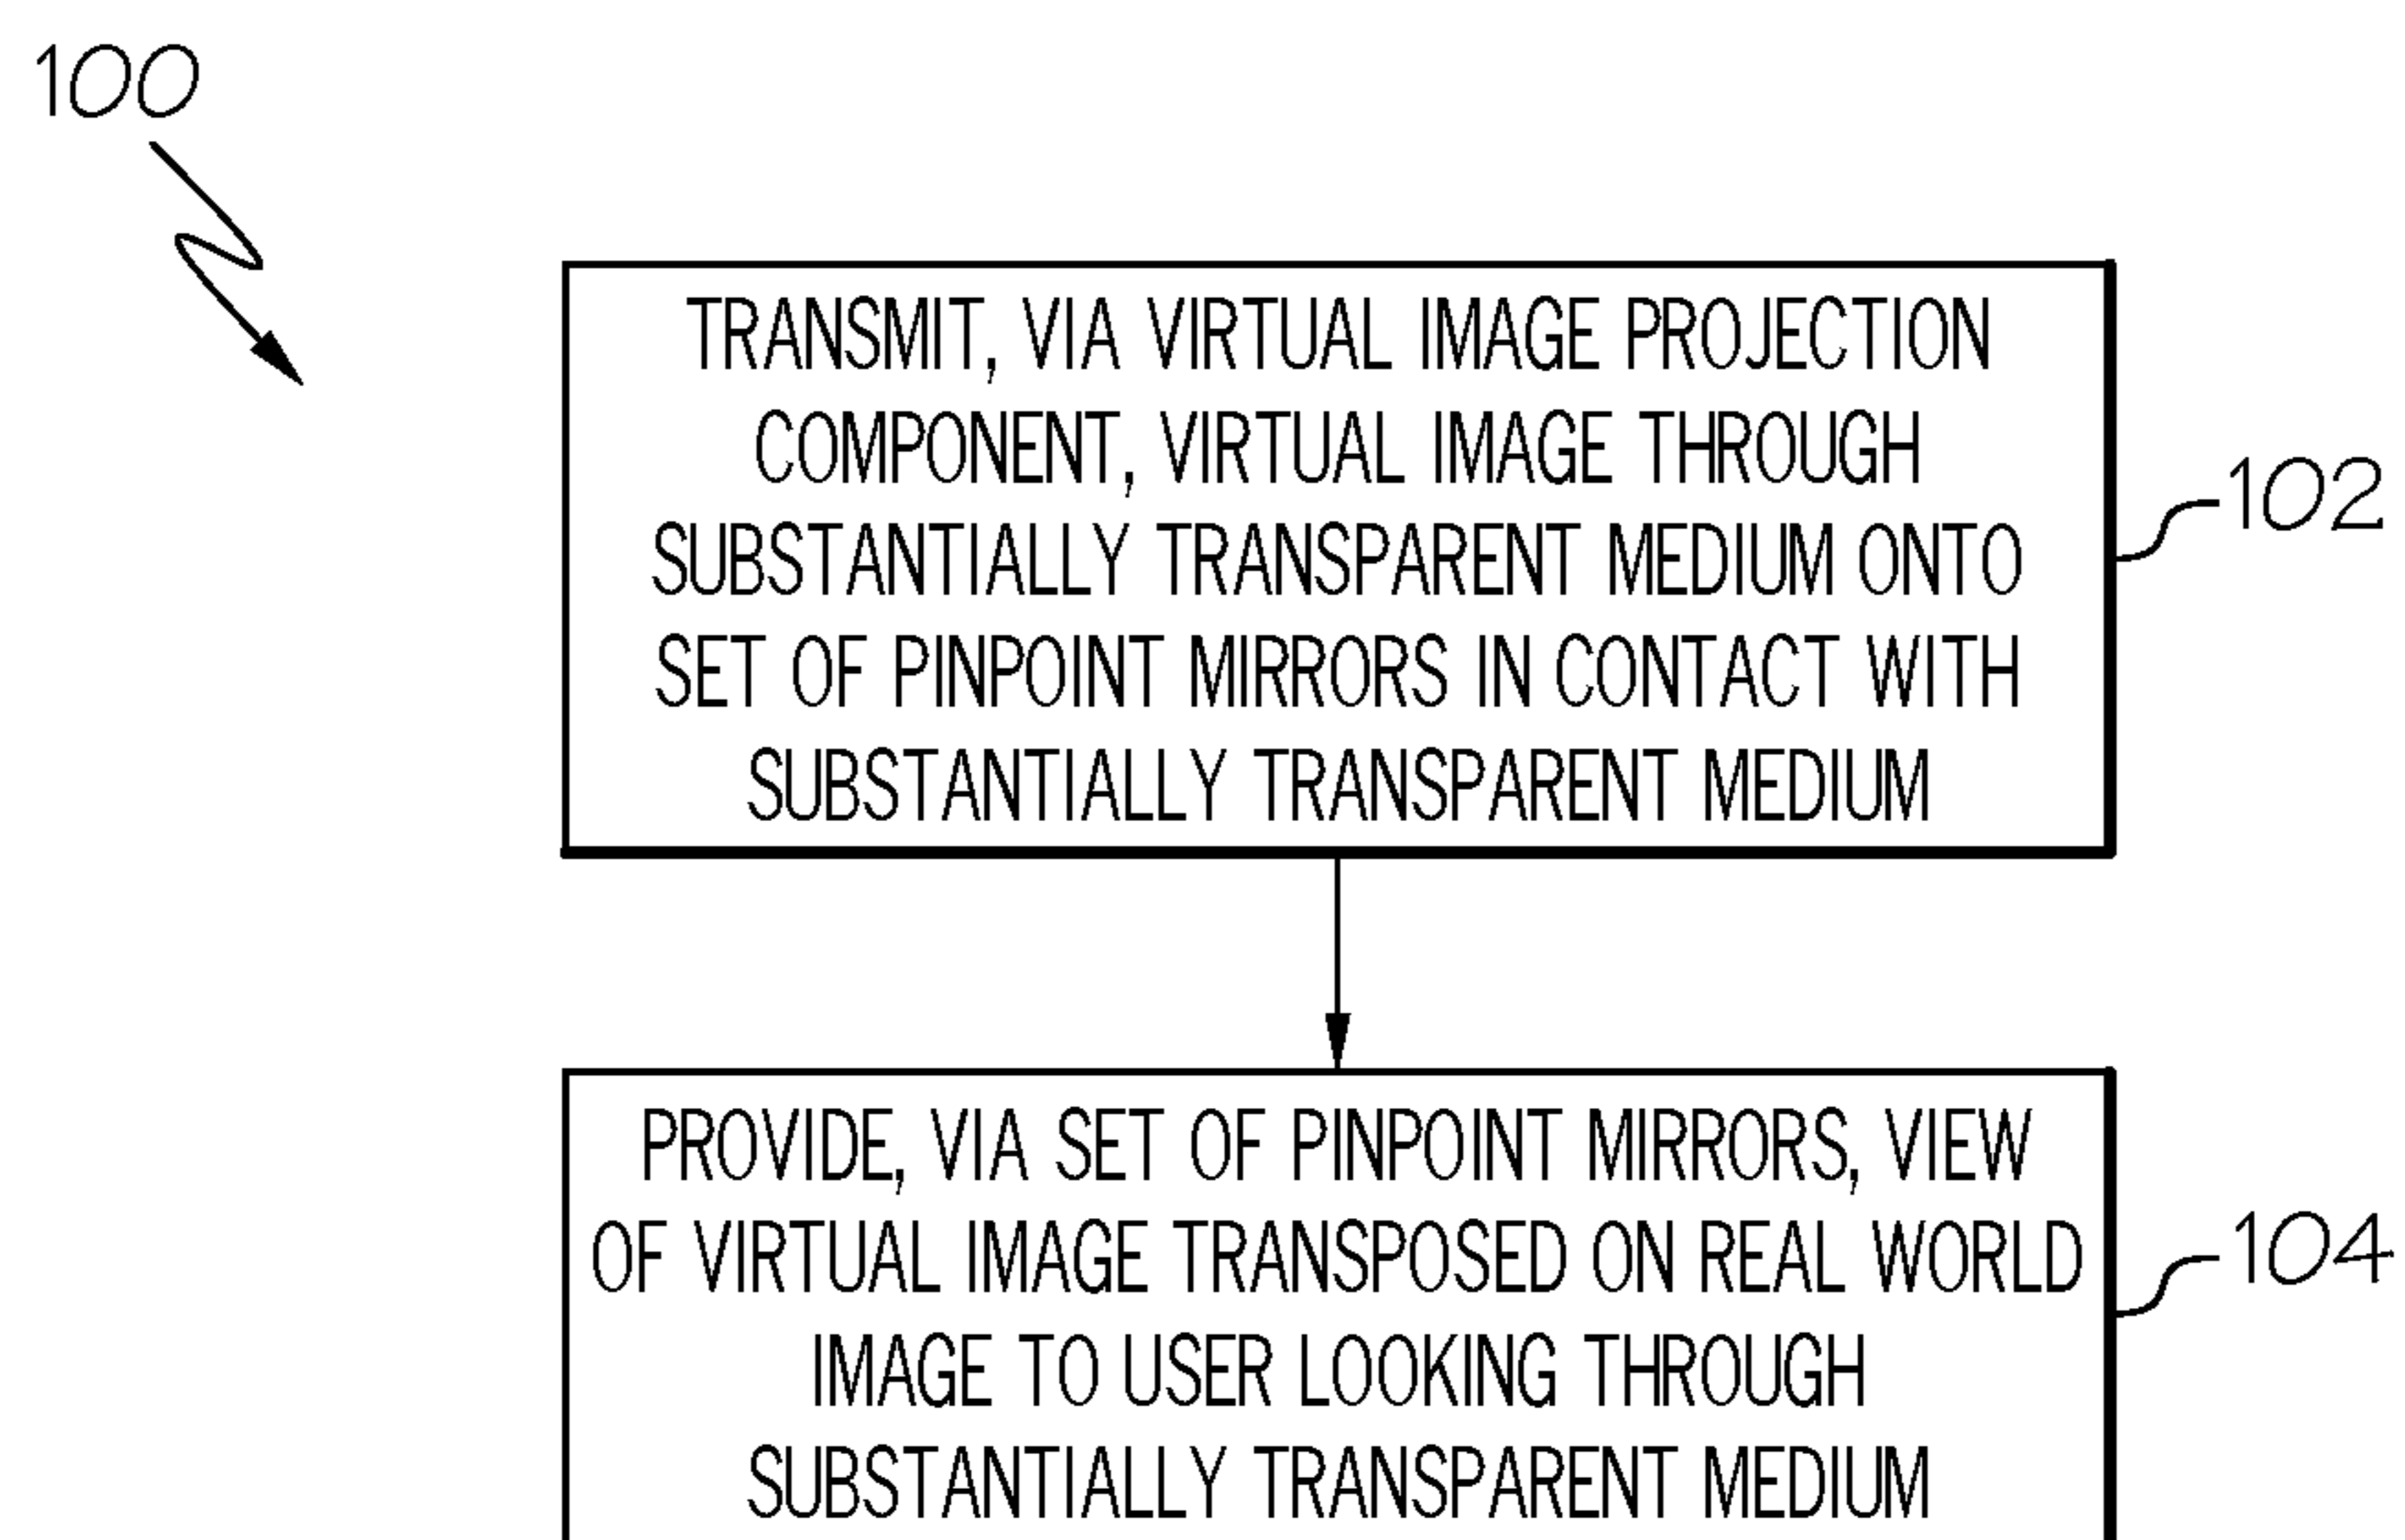 100
TRANSMIT, VIA VIRTUAL IMAGE PROJECTION
COMPONENT, VIRTUAL IMAGE THROUGH
SUBSTANTIALLY TRANSPARENT MEDIUM ONTO
SET OF PINPOINT MIRRORS IN CONTACT WITH
SUBSTANTIALLY TRANSPARENT MEDIUM
102
PROVIDE, VIA SET OF PINPOINT MIRRORS, VIEW
OF VIRTUAL IMAGE TRANSPOSED ON REAL WORLD
IMAGE TO USER LOOKING THROUGH
SUBSTANTIALLY TRANSPARENT MEDIUM
104